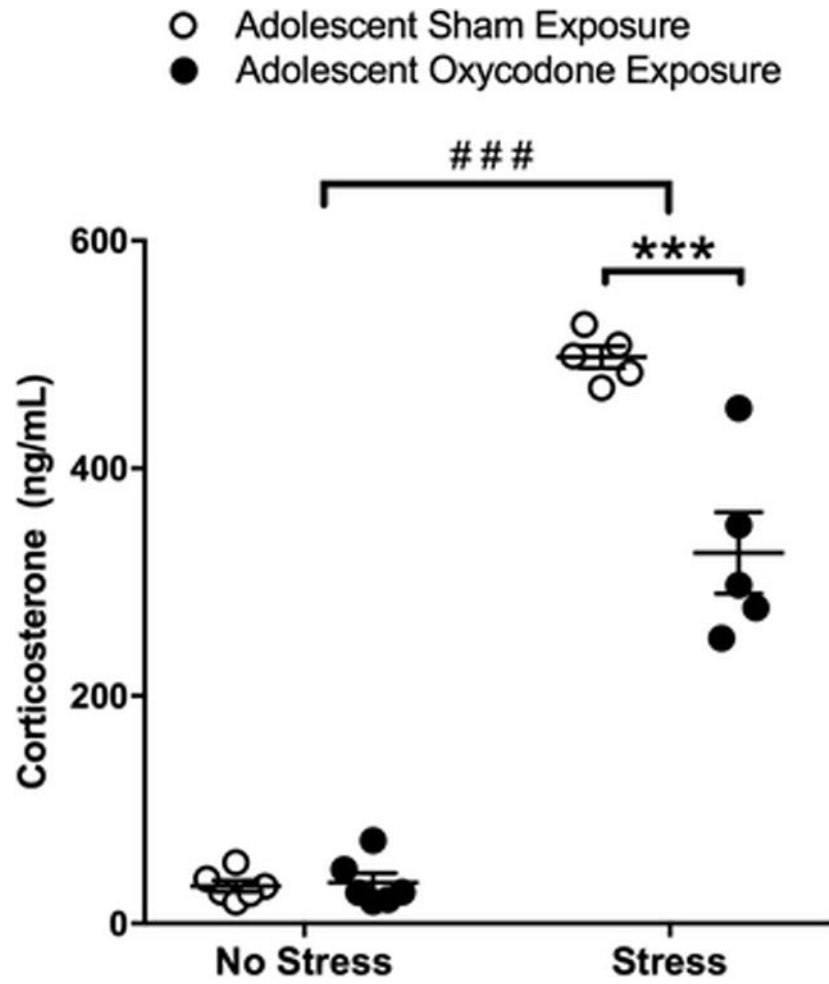 Adolescent Sham Exposure
Adolescent Oxycodone Exposure
###
***
600
400
200
0
Corticosterone (ng/mL)
No Stress
Stress